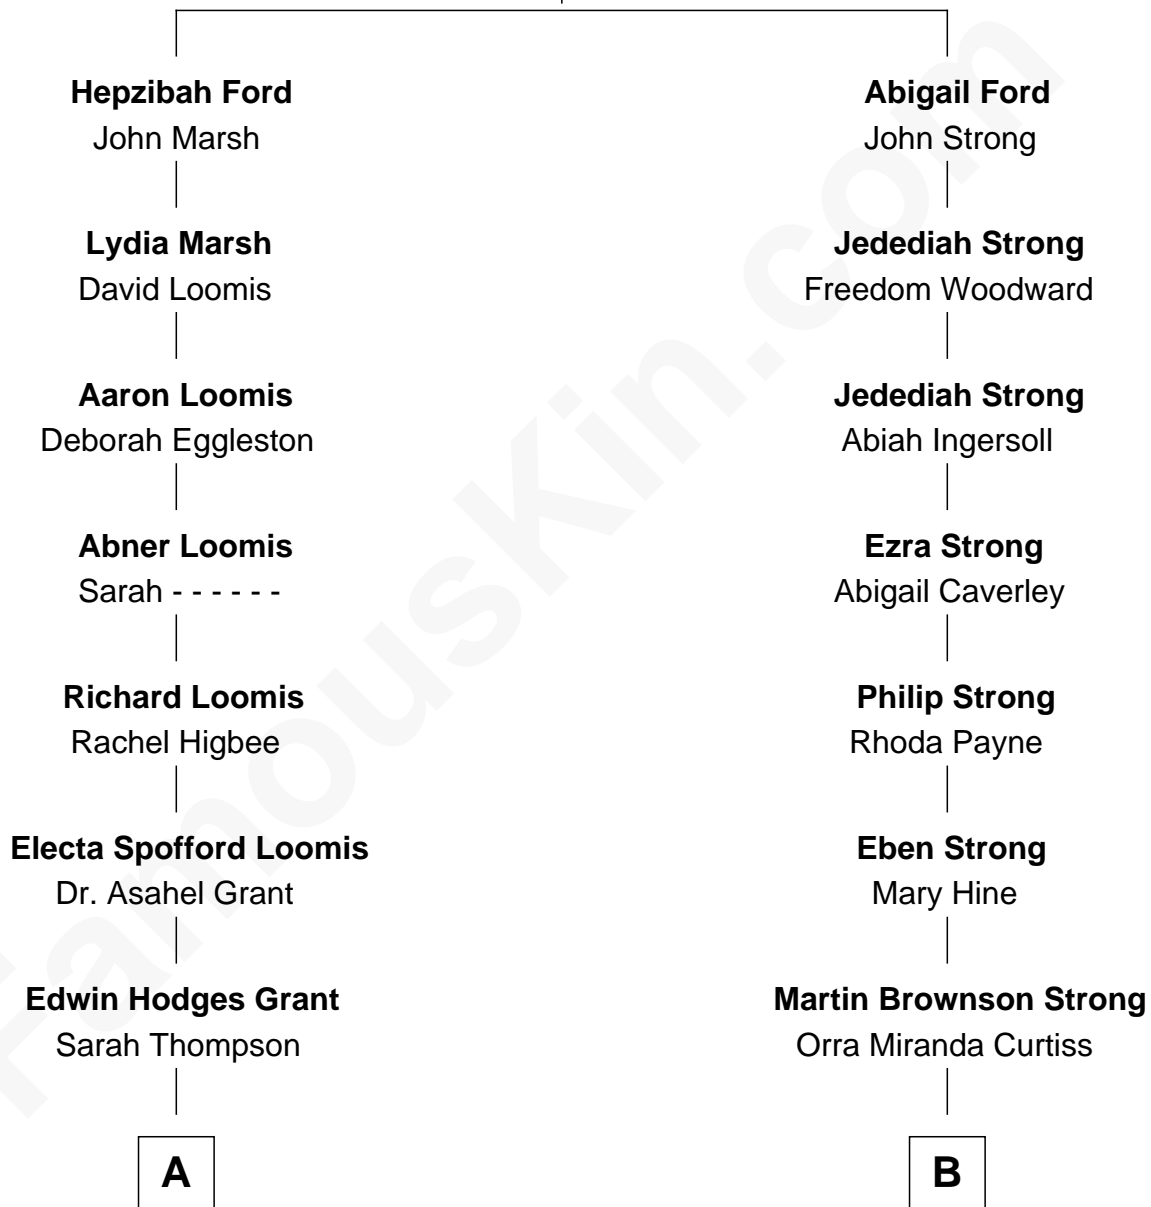 Hepzibah Ford
John Marsh
Abigail Ford
John Strong
Lydia Marsh
David Loomis
Jedediah Strong
Freedom Woodward
Aaron Loomis
Deborah Eggleston
Jedediah Strong
Abiah Ingersoll
Abner Loomis
Sarah - - - - - -
Ezra Strong
Abigail Caverley
Richard Loomis
Rachel Higbee
Philip Strong
Rhoda Payne
Electa Spofford Loomis
Dr. Asahel Grant
Eben Strong
Mary Hine
Edwin Hodges Grant
Sarah Thompson
Martin Brownson Strong
Orra Miranda Curtiss
A
B
FamousKin.com